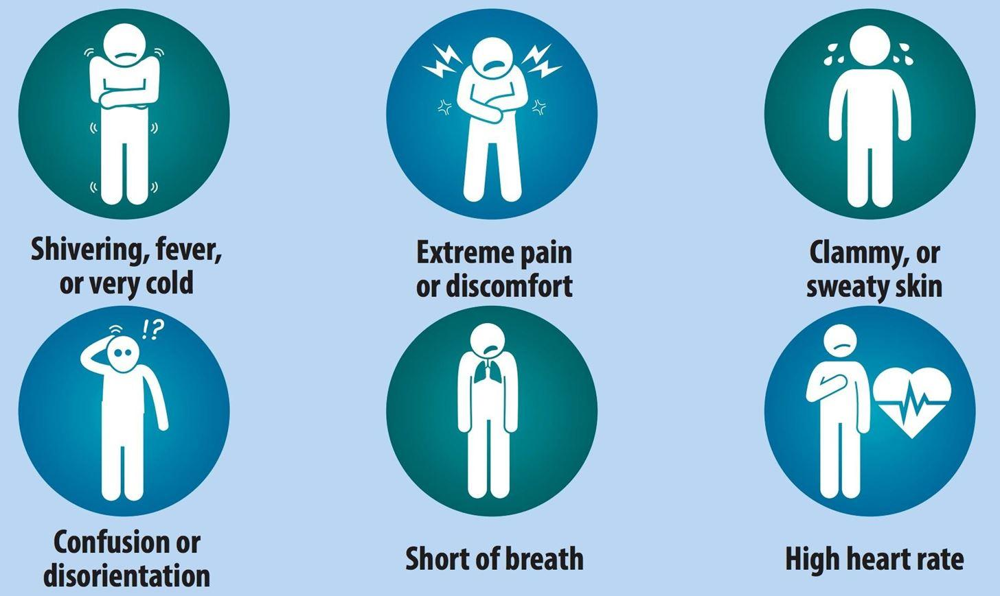 Shivering, fever,
or very cold
Extreme pain
or discomfort
Clammy, or
sweaty skin
!?
Confusion or
disorientation
Short of breath
High heart rate